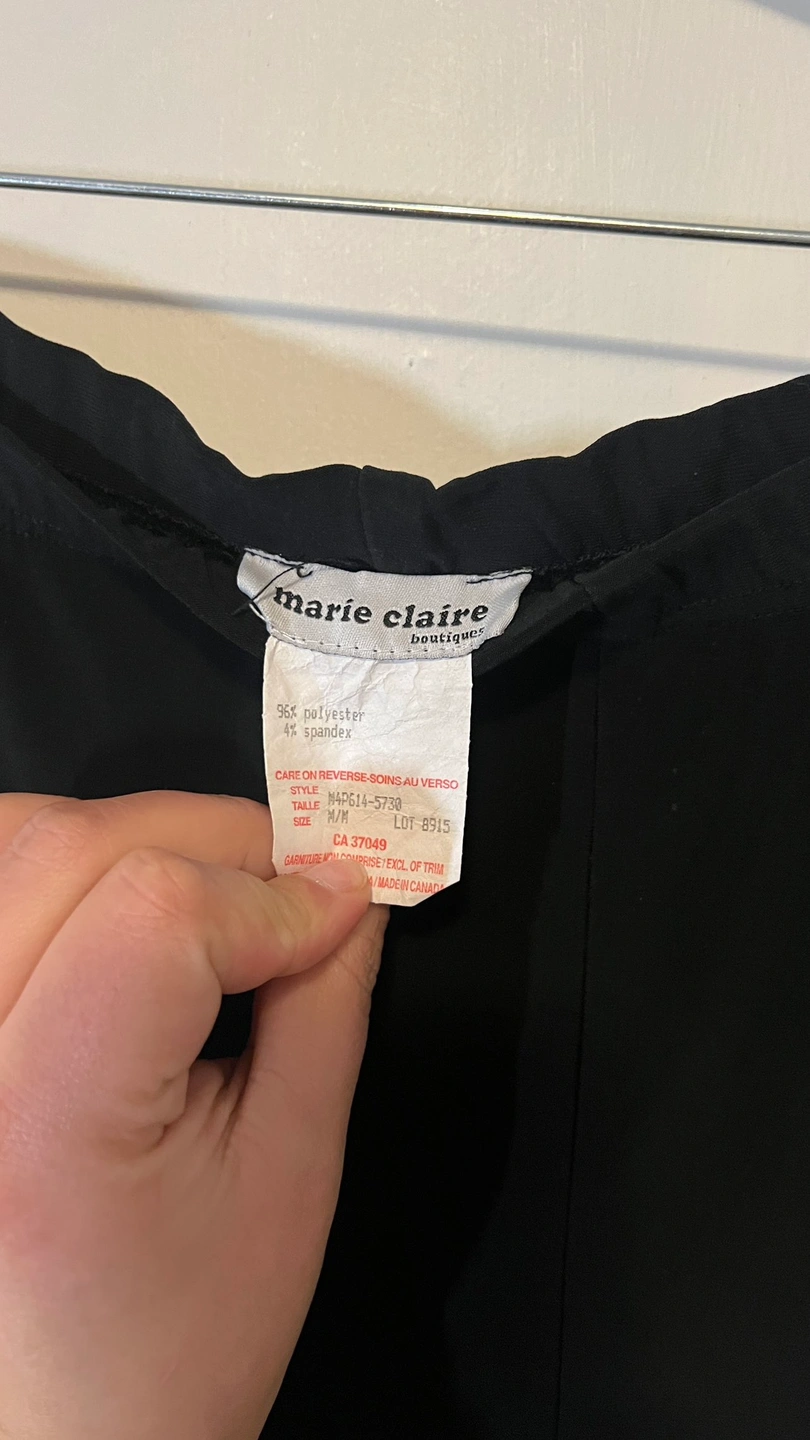 marie claire
boutiques
96% polyester
4% spandex
CARE ON REVERSE-SOINS AU VERSO
STYLE M4P614-5730
TAILLE
SIZE M/M LOT 8915
CA 37049
GARNITURE NON COMPRISE/EXCL. OF TRIM
/MADE IN CANADA